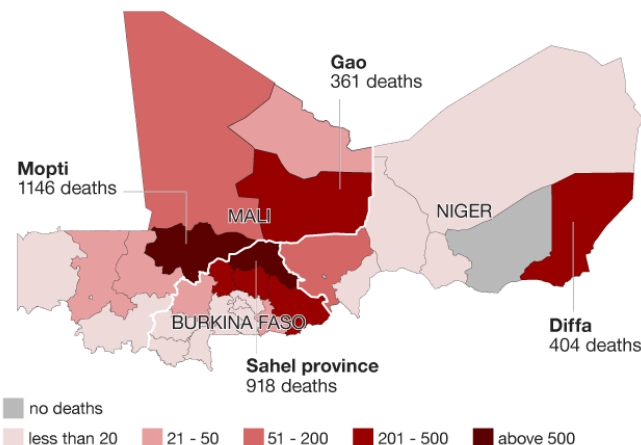 Gao
361 deaths
Mopti
1146 deaths
MALI
NIGER
BURKINA FASO
Diffa
404 deaths
Sahel province
918 deaths
no deaths
less than 20
21 - 50
51 - 200
201 - 500
above 500